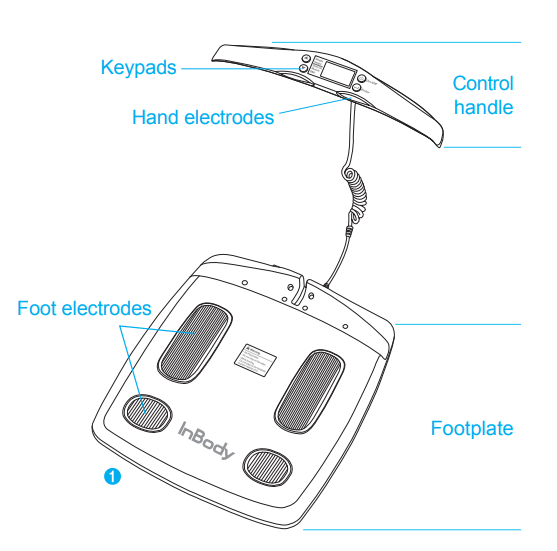 Keypads
Control
handle
Hand electrodes
Foot electrodes
InBody
Footplate
1